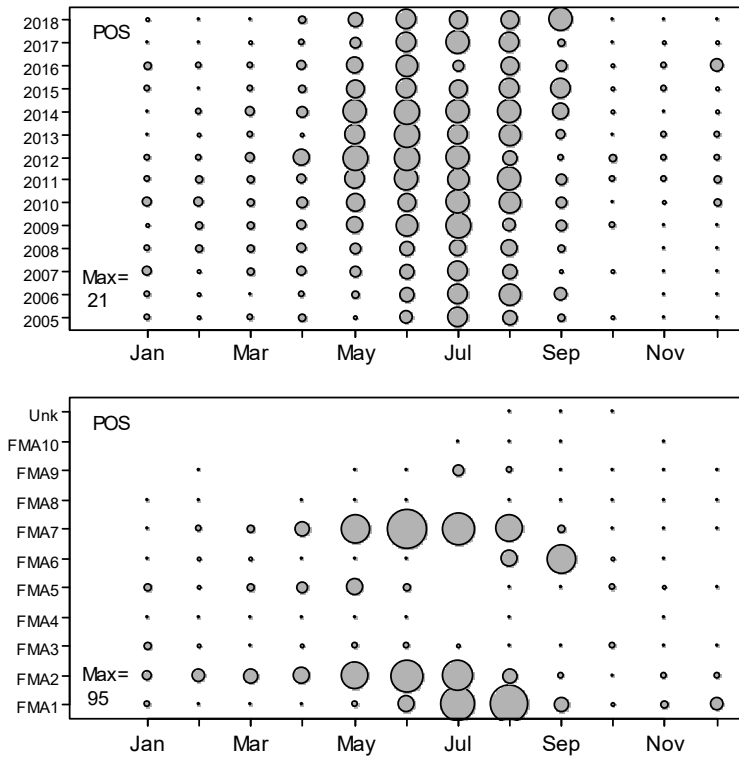 2018
POS
2017
2016
2015
2014
2013
2012
2011
2010
2009
2008
2007
Max=
2006
21
2005
Jan Mar May Jul Sep Nov
Unk
POS
FMA10
FMA9
FMA8
FMA7
FMA6
FMA5
FMA4
FMA3
FMA2
Max=
95
FMA1
Jan Mar May Jul Sep Nov